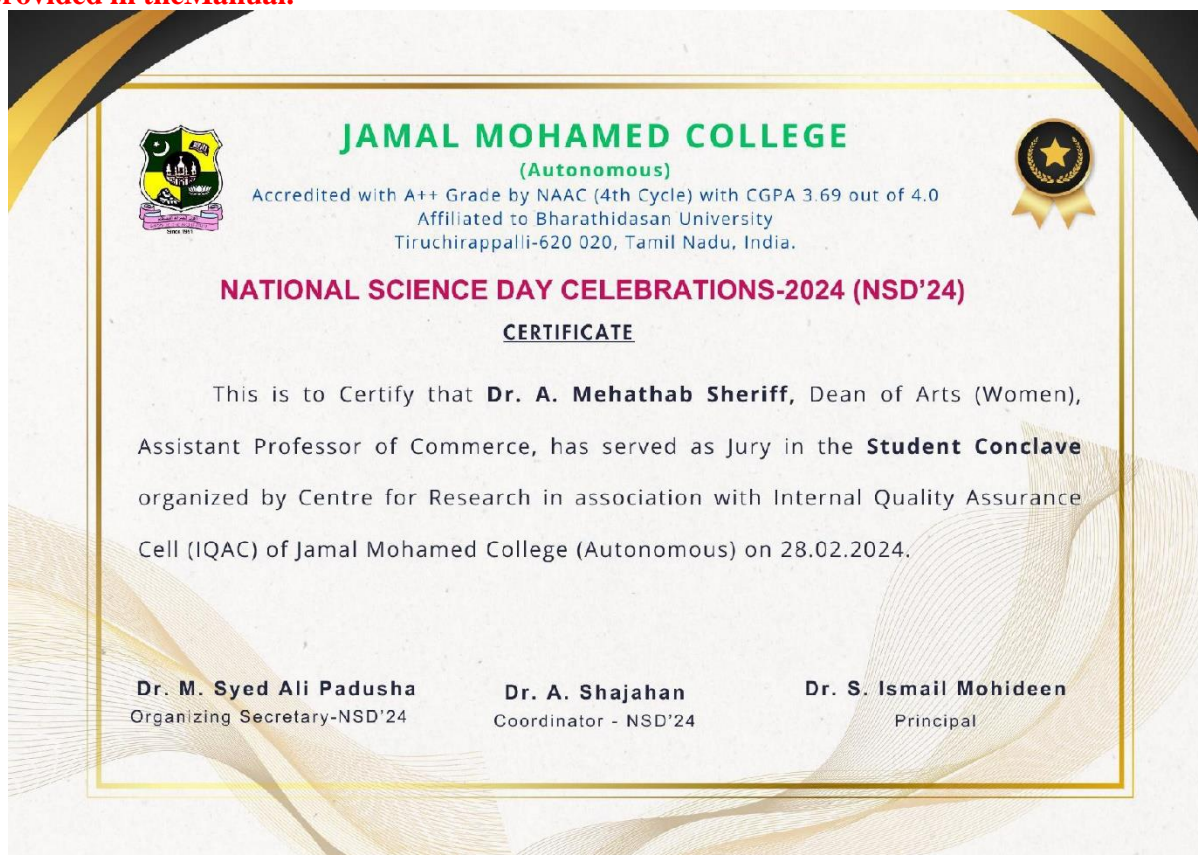 rovided in theManual.
JAMAL MOHAMED COLLEGE
(Autonomous)
Accredited with A++ Grade by NAAC (4th Cycle) with CGPA 3.69 out of 4.0
Affiliated to Bharathidasan University
Tiruchirappalli-620 020, Tamil Nadu, India.
Since 1951
NATIONAL SCIENCE DAY CELEBRATIONS-2024 (NSD’24)
CERTIFICATE
This is to Certify that Dr. A. Mehathab Sheriff, Dean of Arts (Women),
Assistant Professor of Commerce, has served as Jury in the Student Conclave
organized by Centre for Research in association with Internal Quality Assurance
Cell (IQAC) of Jamal Mohamed College (Autonomous) on 28.02.2024.
Dr. M. Syed Ali Padusha
Organizing Secretary-NSD’24
Dr. A. Shajahan
Coordinator - NSD’24
Dr. S. Ismail Mohideen
Principal